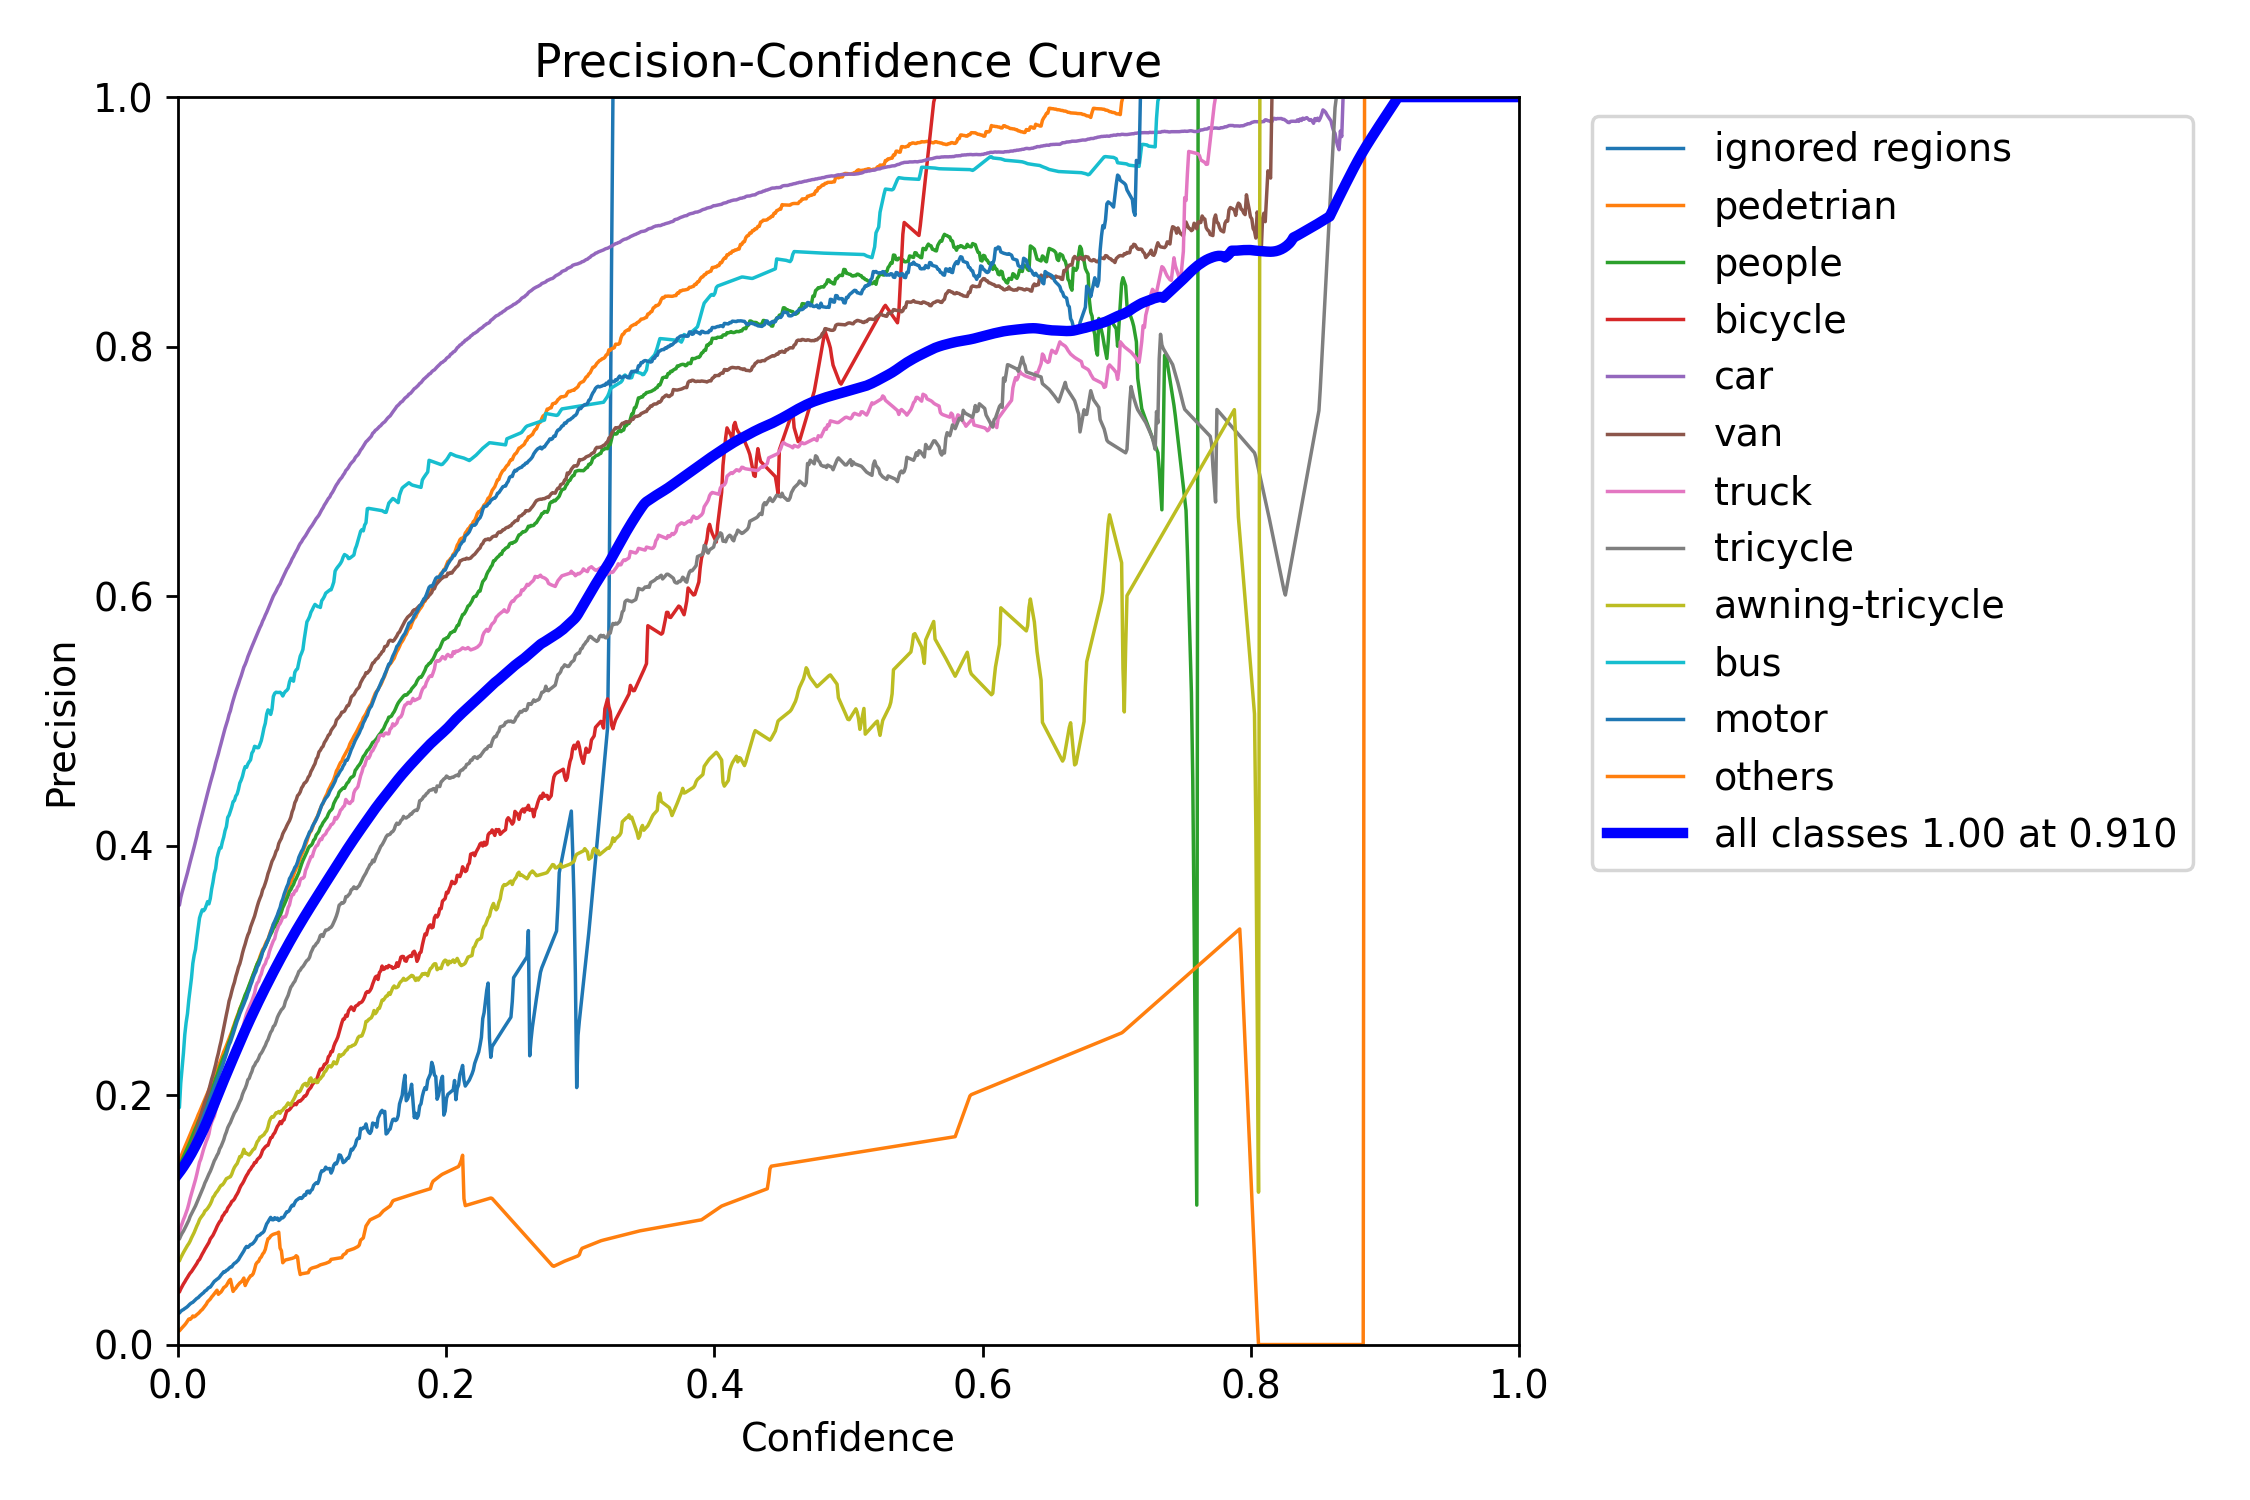 Precision-Confidence Curve
1.0
0.8
0.6
0.4
0.2
0.0
Precision
0.0 0.2 0.4 0.6 0.8 1.0
Confidence
ignored regions
pedetrian
people
bicycle
car
van
truck
tricycle
awning-tricycle
bus
motor
others
all classes 1.00 at 0.910